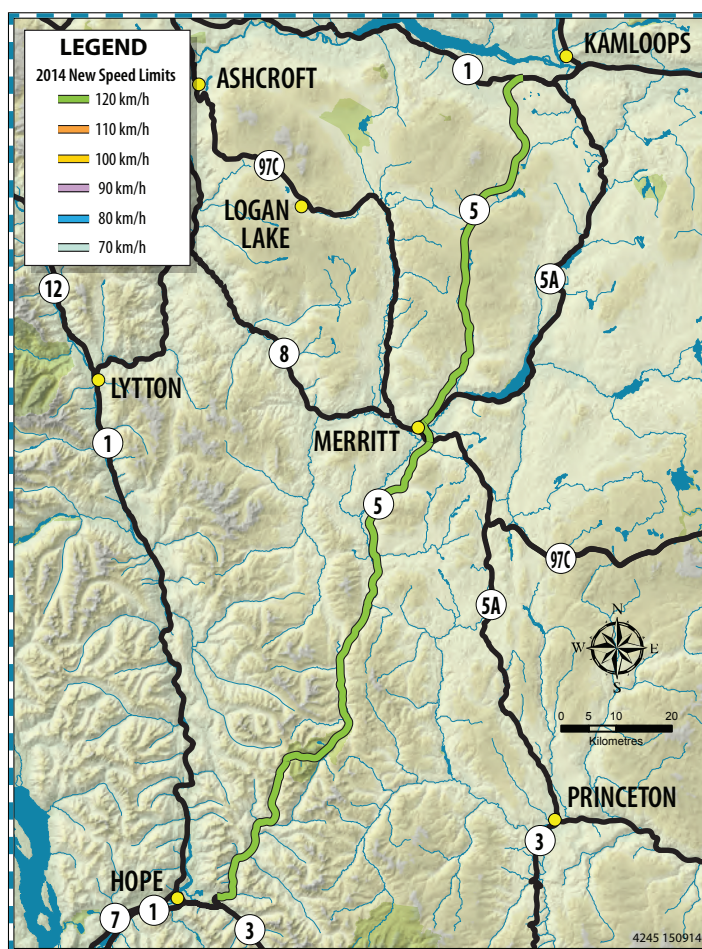 LEGEND
2014 New Speed Limits
120 km/h
110 km/h
100 km/h
90 km/h
80 km/h
70 km/h
KAMLOOPS
1
ASHCROFT
97C
LOGAN
LAKE
5
5A
12
8
LYTTON
MERRITT
1
5
97C
5A
N
W
E
S
0 5 10 20
Kilometres
PRINCETON
3
HOPE
1
7
3
4245 150914